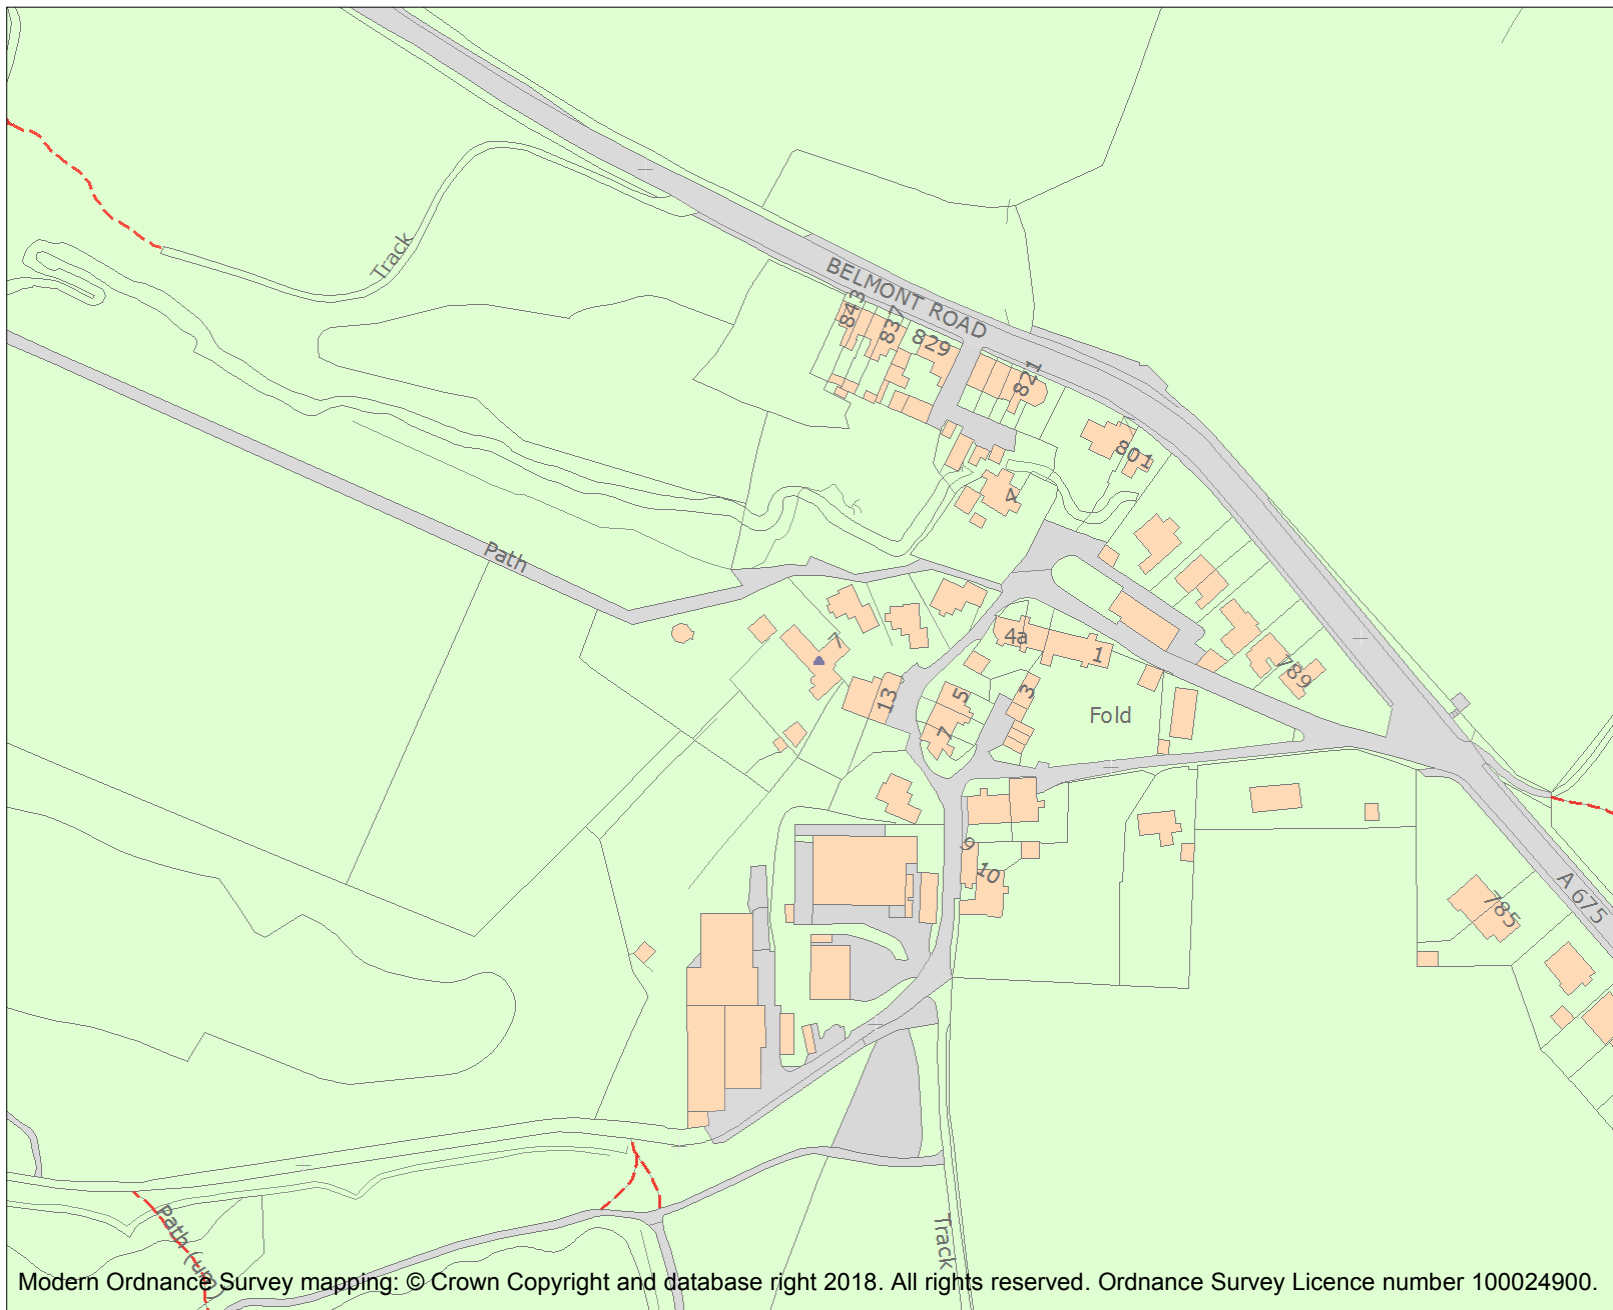 Track
BELMONT ROAD
843
837
829
821
801
4
Path
7
4a
1
789
13
5
3
7
Fold
9
10
785
A 675
Path (um)
Track
Modern Ordnance Survey mapping: © Crown Copyright and database right 2018. All rights reserved. Ordnance Survey Licence number 100024900.